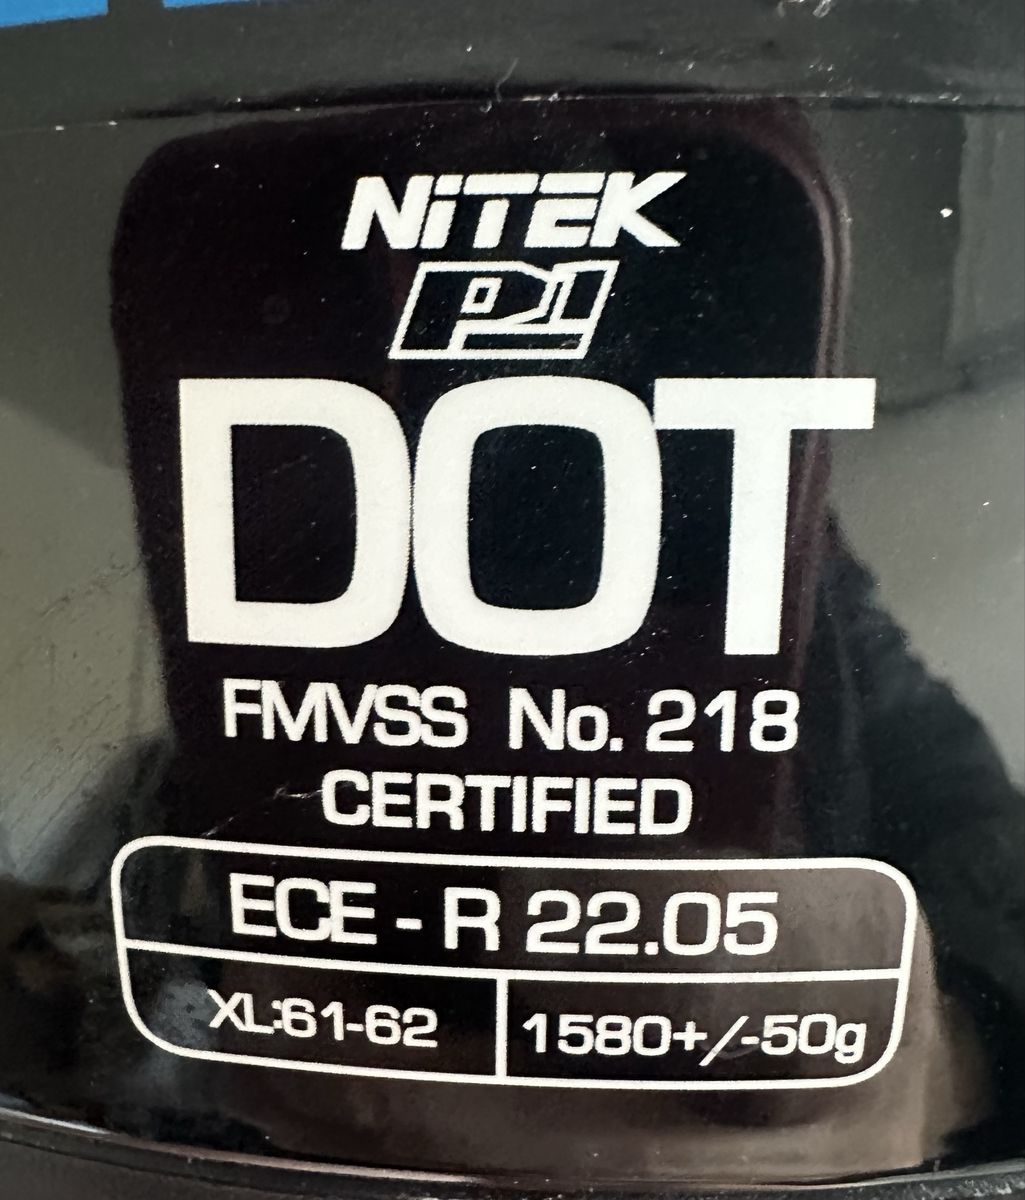 NiTEK
P1
DOT
FMVSS No. 218
CERTIFIED
ECE - R 22.05
XL:61-62
1580+/-50g